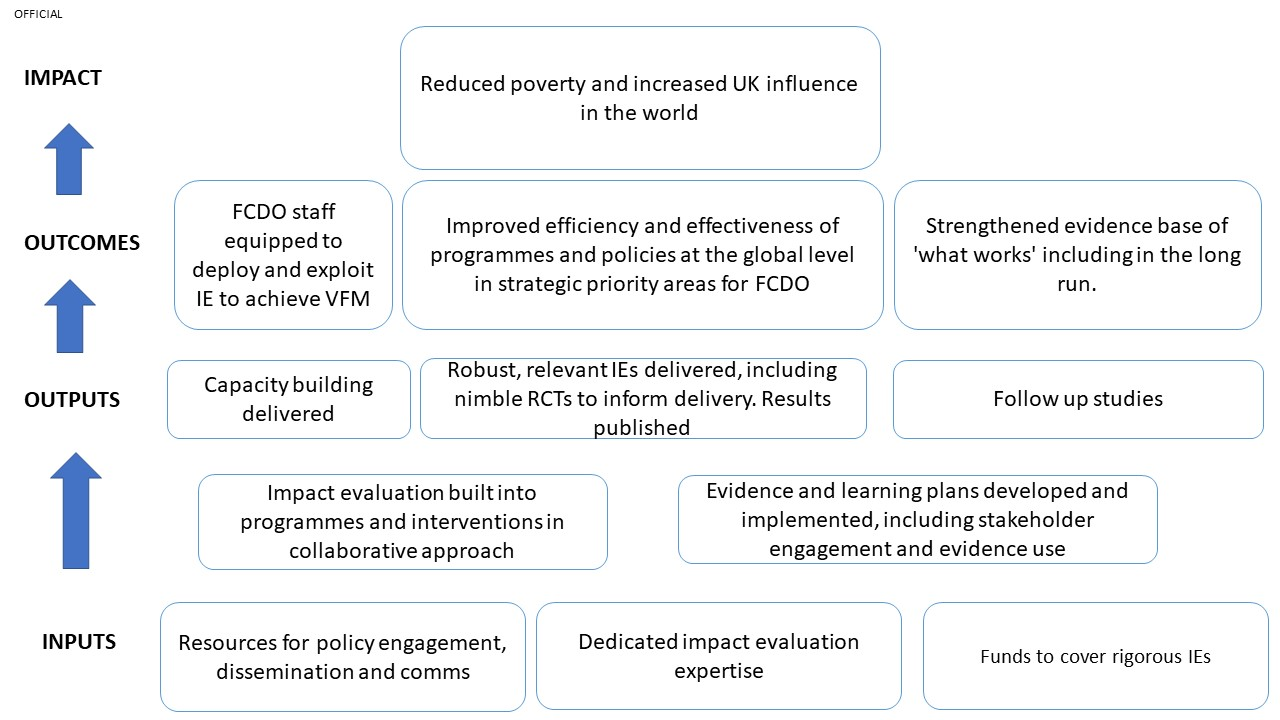 OFFICIAL
IMPACT
Reduced poverty and increased UK influence
in the world
OUTCOMES
FCDO staff
equipped to
deploy and exploit
IE to achieve VFM
Improved efficiency and effectiveness of
programmes and policies at the global level
in strategic priority areas for FCDO
Strengthened evidence base of
'what works' including in the long
run.
OUTPUTS
Capacity building
delivered
Robust, relevant IEs delivered, including
nimble RCTs to inform delivery. Results
published
Follow up studies
Impact evaluation built into
programmes and interventions in
collaborative approach
Evidence and learning plans developed and
implemented, including stakeholder
engagement and evidence use
INPUTS
Resources for policy engagement,
dissemination and comms
Dedicated impact evaluation
expertise
Funds to cover rigorous IEs